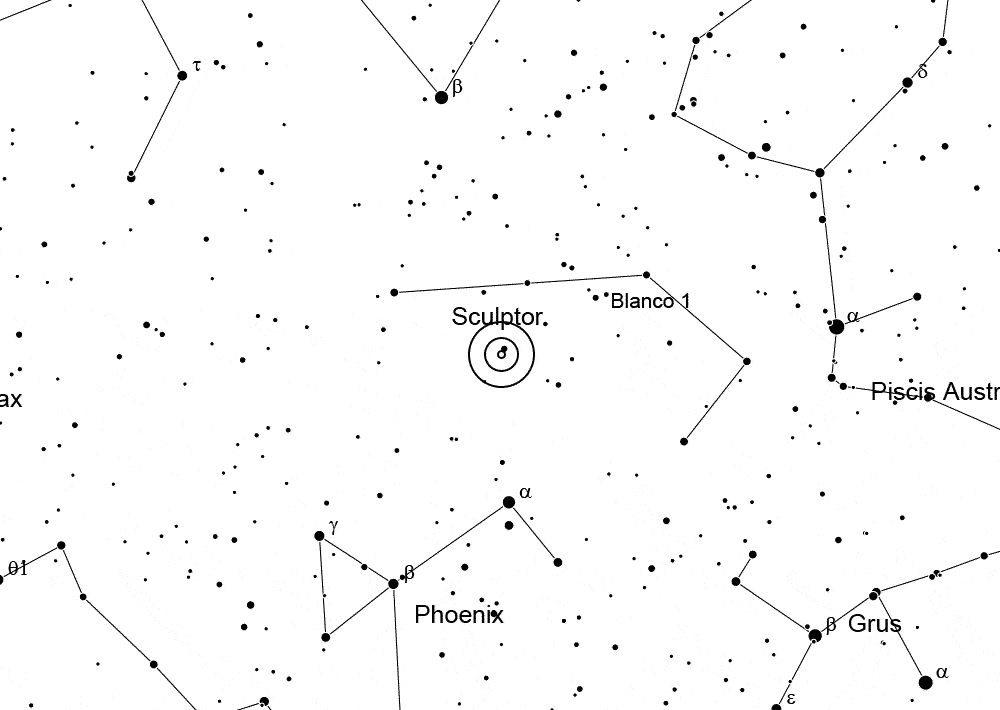 τ
β
δ
Blanco 1
Sculptor
α
ax
Piscis Austr
α
γ
θ1
β
Phoenix
β
Grus
α
ε